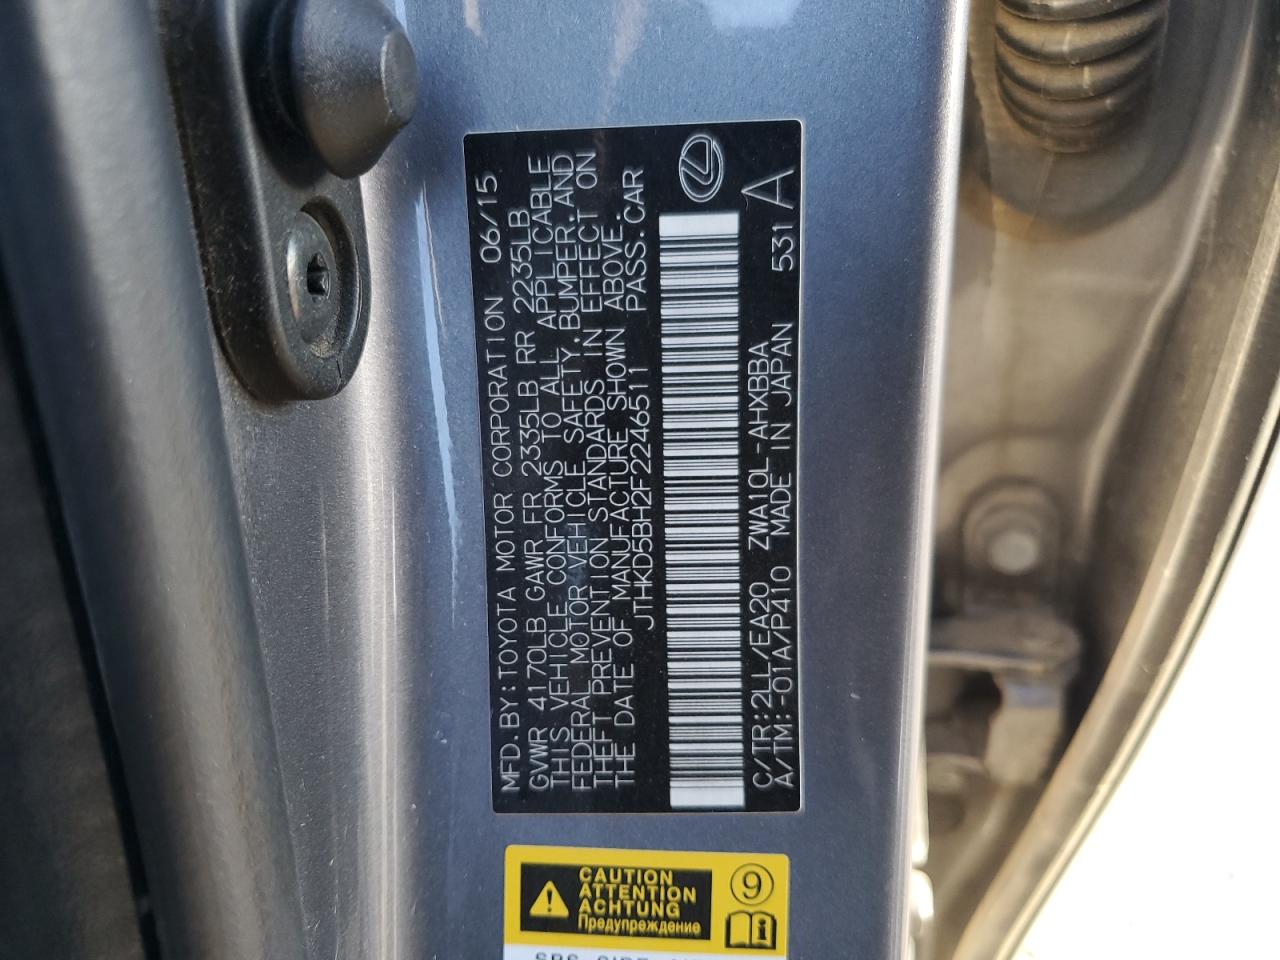 MFD.BY:TOYOTA MOTOR CORPORATION 06/15
GVWR 4170LB GAWR FR 2335LB RR 2235LB
THIS VEHICLE CONFORMS TO ALL APPLICABLE
FEDERAL MOTOR VEHICLE SAFETY,BUMPER,AND
THEFT PREVENTION STANDARDS IN EFFECT ON
THE DATE OF MANUFACTURE SHOWN ABOVE.
JTHKD5BH2F2246511 PASS.CAR
C/TR:2LL/EA20 ZWA10L-AHXBBA 531 A
A/TM:-01A/P410 MADE IN JAPAN
CAUTION
ATTENTION
ACHTUNG
Предупреждение
9
SRS SIDE